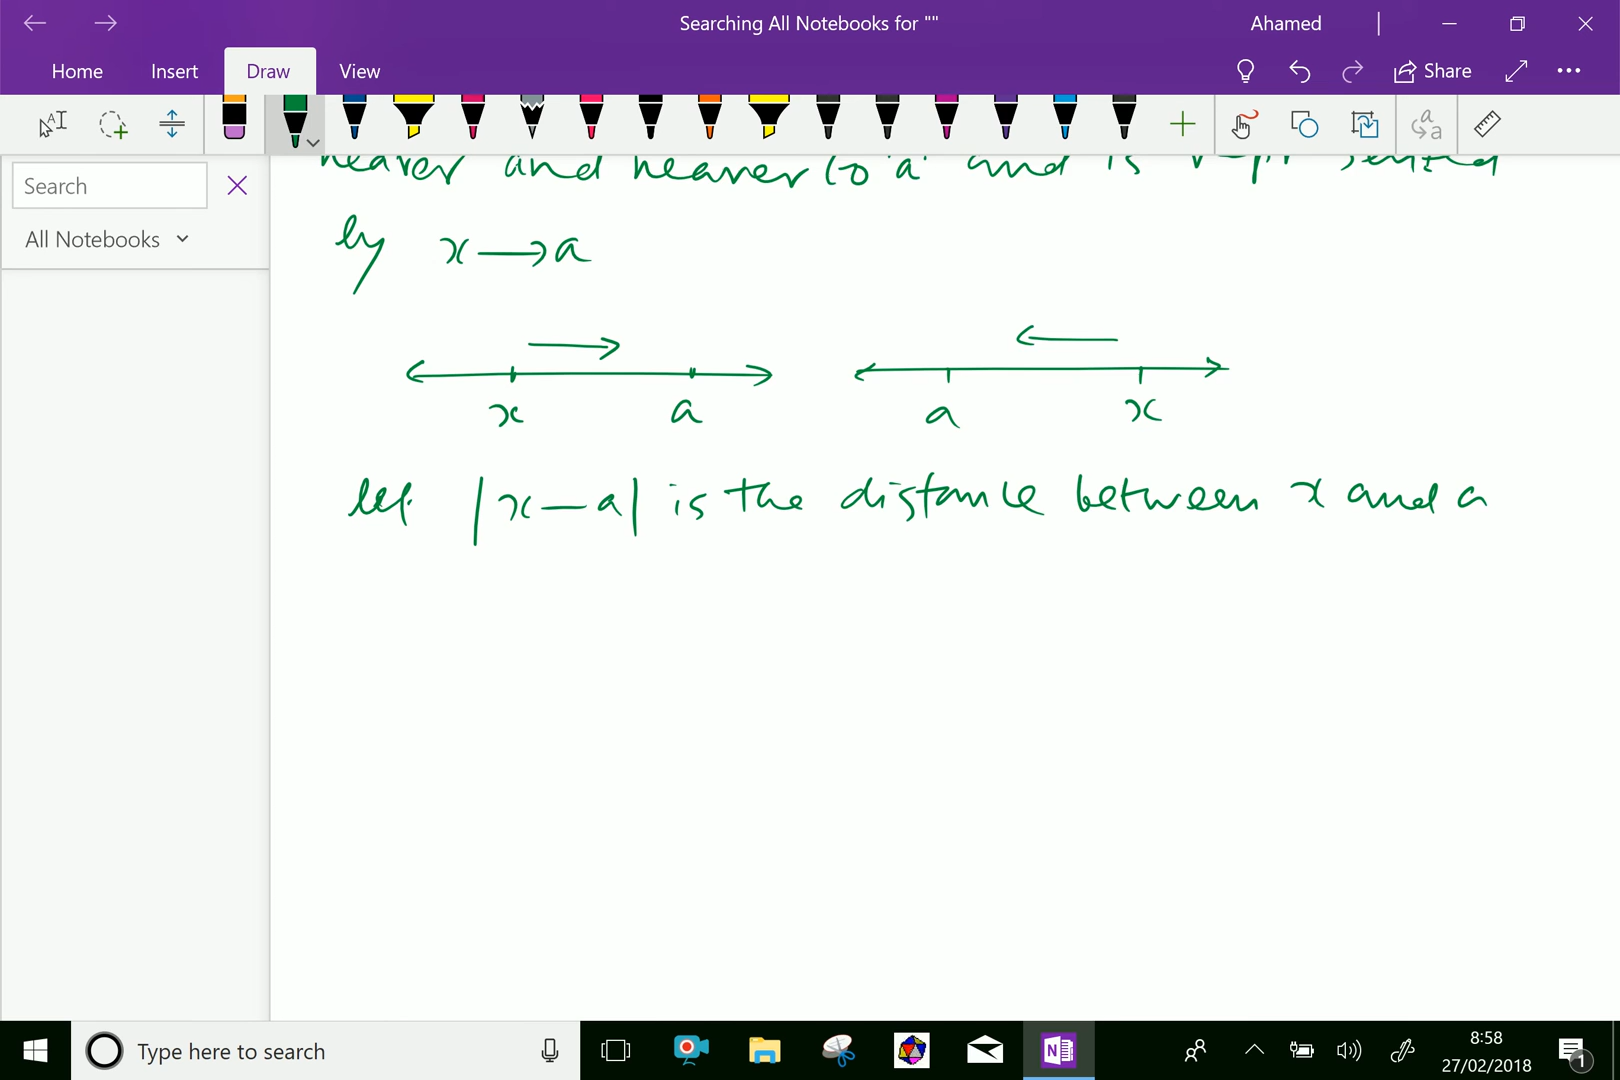 Searching All Notebooks for ""
Ahamed
Home Insert Draw View
Share
Search
All Notebooks
nearer and nearer to 'a' and is
by x → a
x a a x
let |x - a| is the distance between x and a
Type here to search
8:58
27/02/2018
1